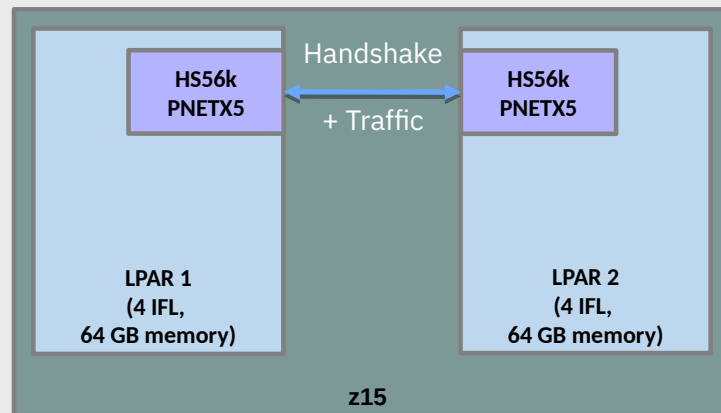 Handshake
+ Traffic
HS56k
PNETX5
HS56k
PNETX5
LPAR 1
(4 IFL,
64 GB memory)
LPAR 2
(4 IFL,
64 GB memory)
z15